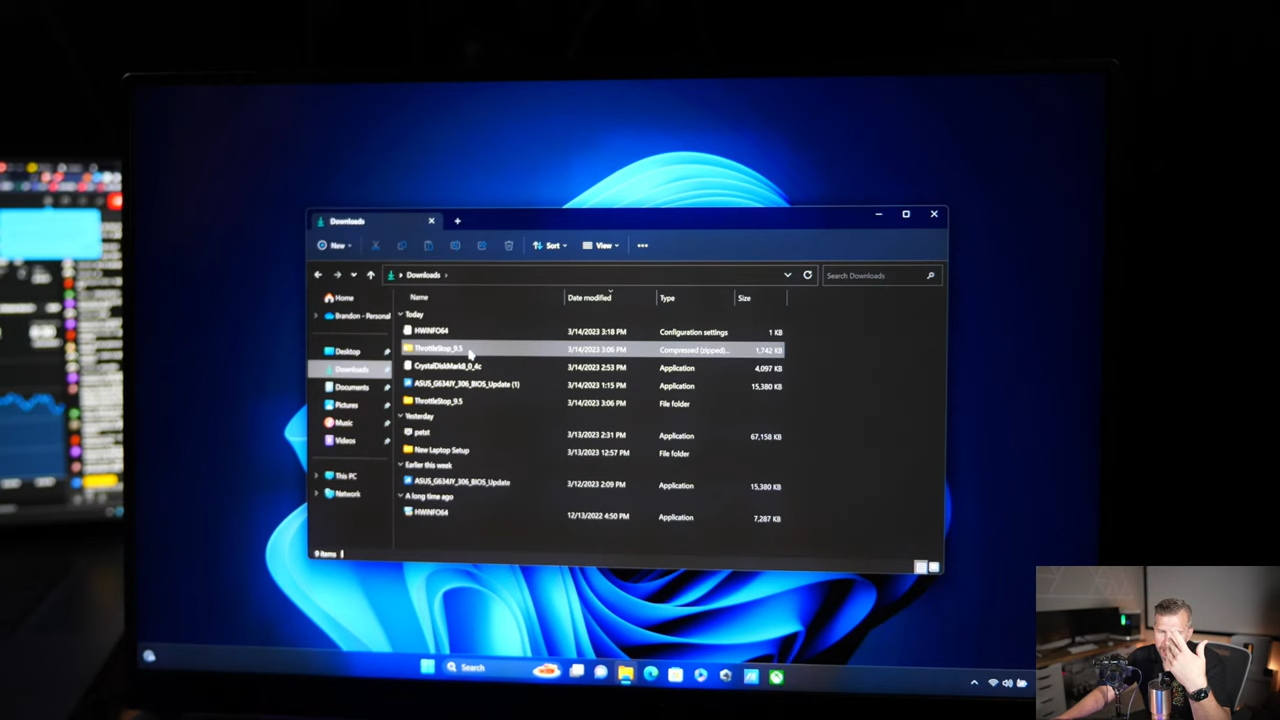 Downloads
New
Sort
View
Downloads
Search Downloads
Home
Brandon - Personal
Desktop
Downloads
Documents
Pictures
Music
Videos
This PC
Network
Name Date modified Type Size
Today
HWINFO64 3/14/2023 3:18 PM Configuration settings 1 KB
ThrottleStop_9.5 3/14/2023 3:06 PM Compressed (zipped)... 1,742 KB
CrystalDiskMark8_0_4c 3/14/2023 2:53 PM Application 4,097 KB
ASUS_G634JY_306_BIOS_Update (1) 3/14/2023 1:15 PM Application 15,380 KB
ThrottleStop_9.5 3/14/2023 3:06 PM File folder
Yesterday
petst 3/13/2023 2:31 PM Application 67,158 KB
New Laptop Setup 3/13/2023 12:57 PM File folder
Earlier this week
ASUS_G634JY_306_BIOS_Update 3/12/2023 2:09 PM Application 15,380 KB
A long time ago
HWINFO64 12/13/2022 4:50 PM Application 7,287 KB
9 items
Search